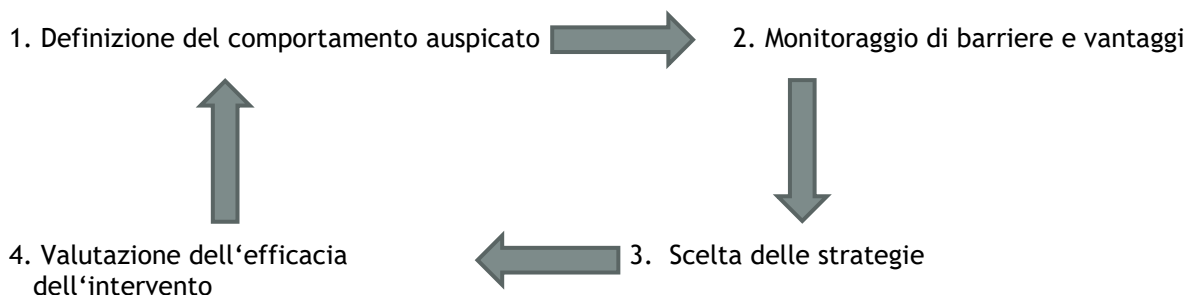 1. Definizione del comportamento auspicato
2. Monitoraggio di barriere e vantaggi
4. Valutazione dell‘efficacia
dell‘intervento
3. Scelta delle strategie